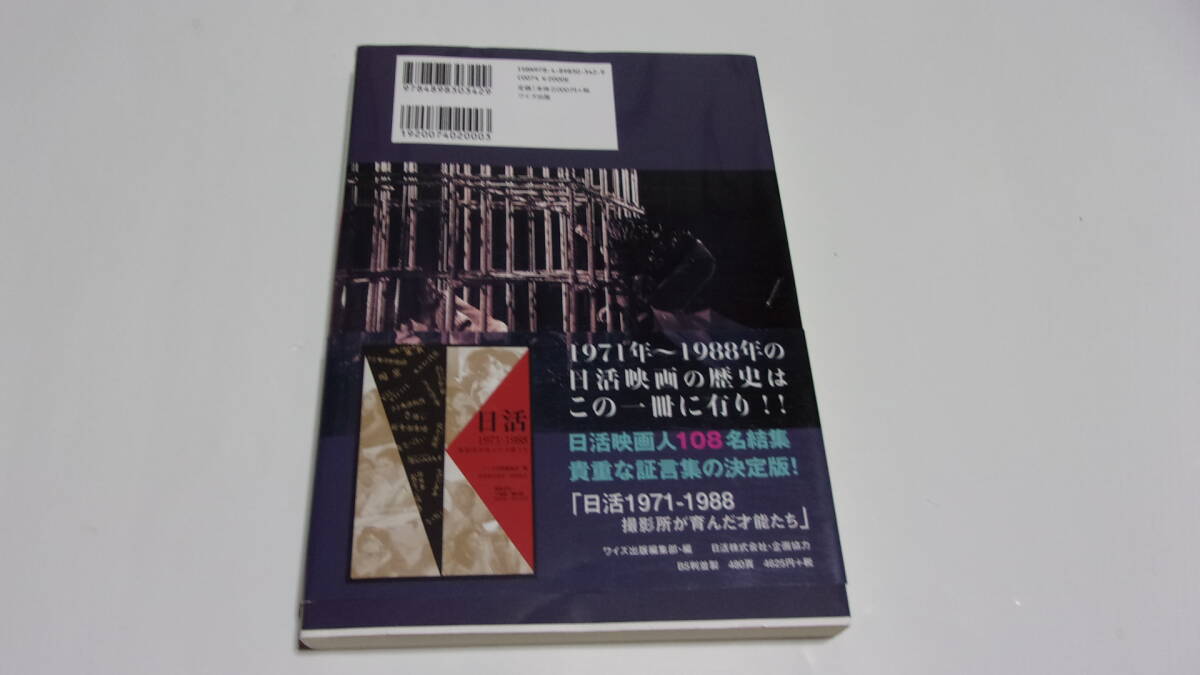 ISBN978-4-89830-342-9
C0074 ¥2000E
定価：本体2000円+税
ワイズ出版
9784898303429
1920074020003
1971年〜1988年の
日活映画の歴史は
この一冊に有り！！
日活映画人108名結集
貴重な証言集の決定版！
「日活1971-1988
撮影所が育んだ才能たち」
ワイズ出版編集部・編　日活株式会社・企画協力
B5判並製　480頁　4625円+税
日活
1971-1988